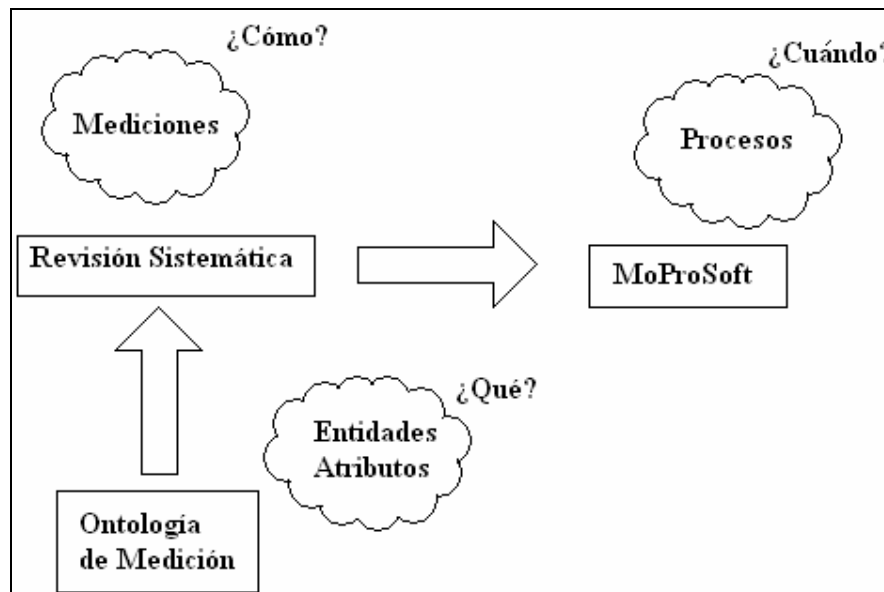 ¿Cómo?
Mediciones
Revisión Sistemática
¿Cuándo?
Procesos
MoProSoft
¿Qué?
Entidades
Atributos
Ontología
de Medición